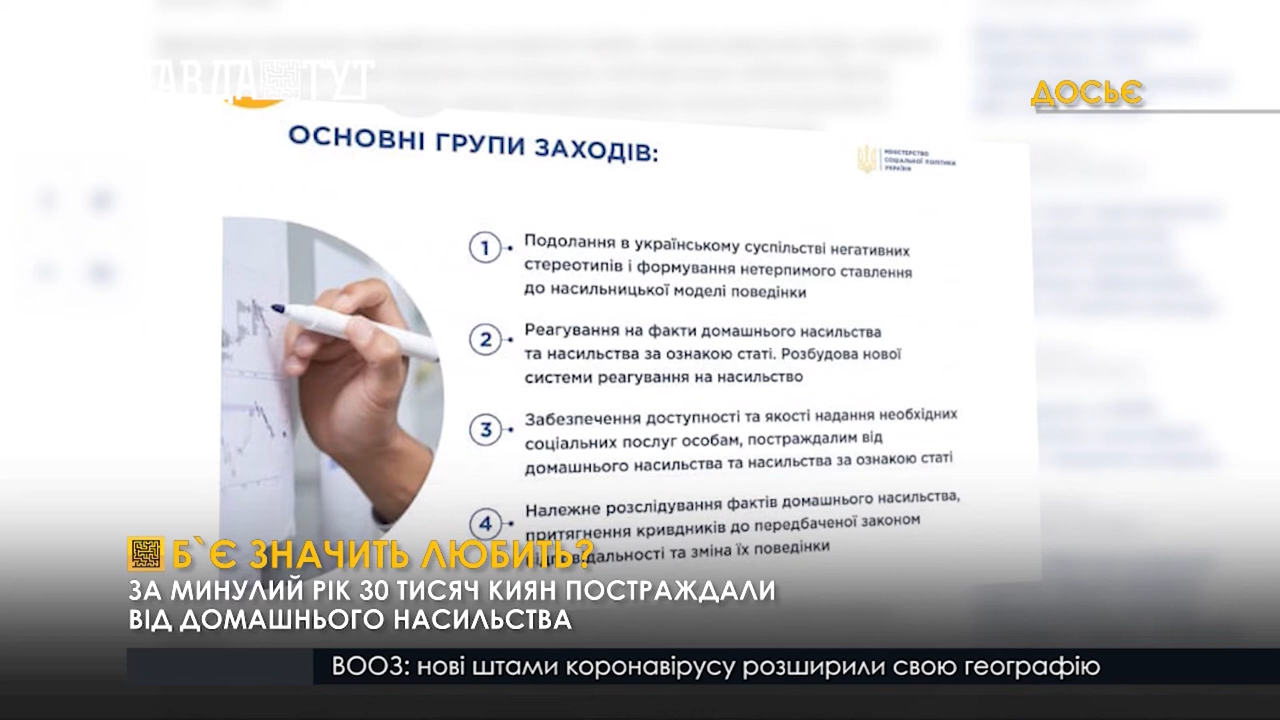 АВДА ТУТ
ДОСЬЄ
ОСНОВНІ ГРУПИ ЗАХОДІВ:
МІНІСТЕРСТВО
СОЦІАЛЬНОЇ ПОЛІТИКИ
УКРАЇНИ
1
Подолання в українському суспільстві негативних
стереотипів і формування нетерпимого ставлення
до насильницької моделі поведінки
2
Реагування на факти домашнього насильства
та насильства за ознакою статі. Розбудова нової
системи реагування на насильство
3
Забезпечення доступності та якості надання необхідних
соціальних послуг особам, постраждалим від
домашнього насильства та насильства за ознакою статі
4
Належне розслідування фактів домашнього насильства,
притягнення кривдників до передбаченої законом
відповідальності та зміна їх поведінки
Б`Є ЗНАЧИТЬ ЛЮБИТЬ?
ЗА МИНУЛИЙ РІК 30 ТИСЯЧ КИЯН ПОСТРАЖДАЛИ
ВІД ДОМАШНЬОГО НАСИЛЬСТВА
ВООЗ: нові штами коронавірусу розширили свою географію